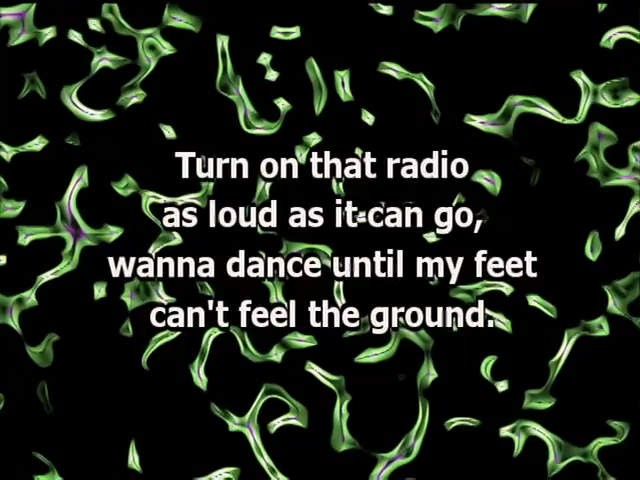 Turn on that radio
as loud as it can go,
wanna dance until my feet
can't feel the ground.